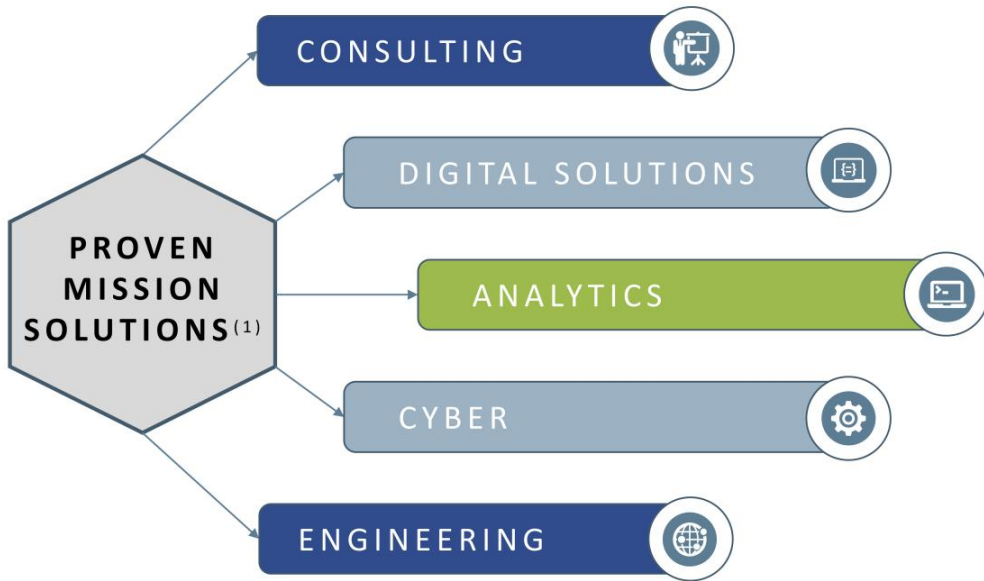 CONSULTING
DIGITAL SOLUTIONS
PROVEN
MISSION
SOLUTIONS(1)
ANALYTICS
CYBER
ENGINEERING